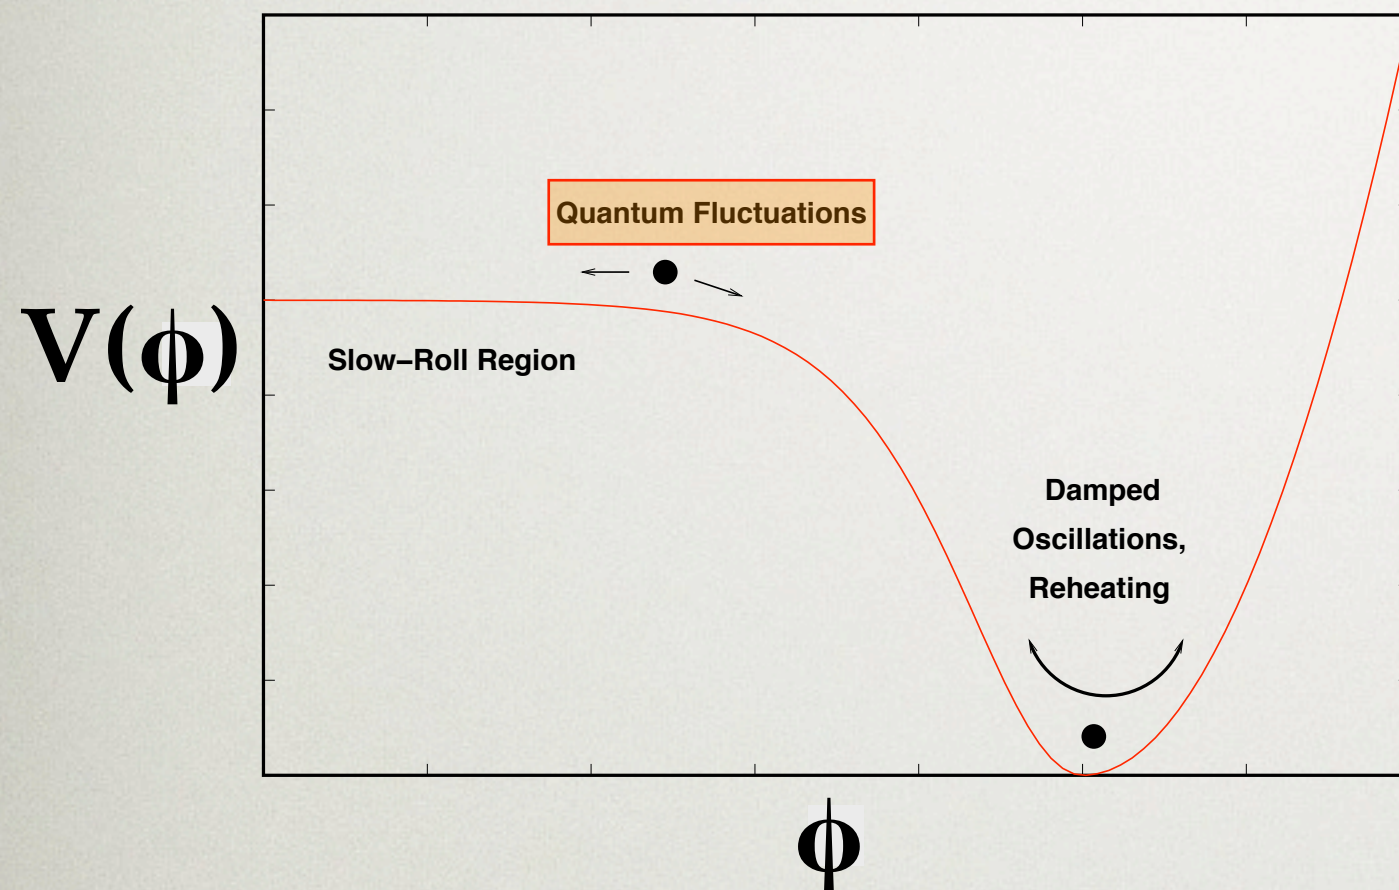 Quantum Fluctuations
V(ϕ)
Slow–Roll Region
Damped
Oscillations,
Reheating
ϕ